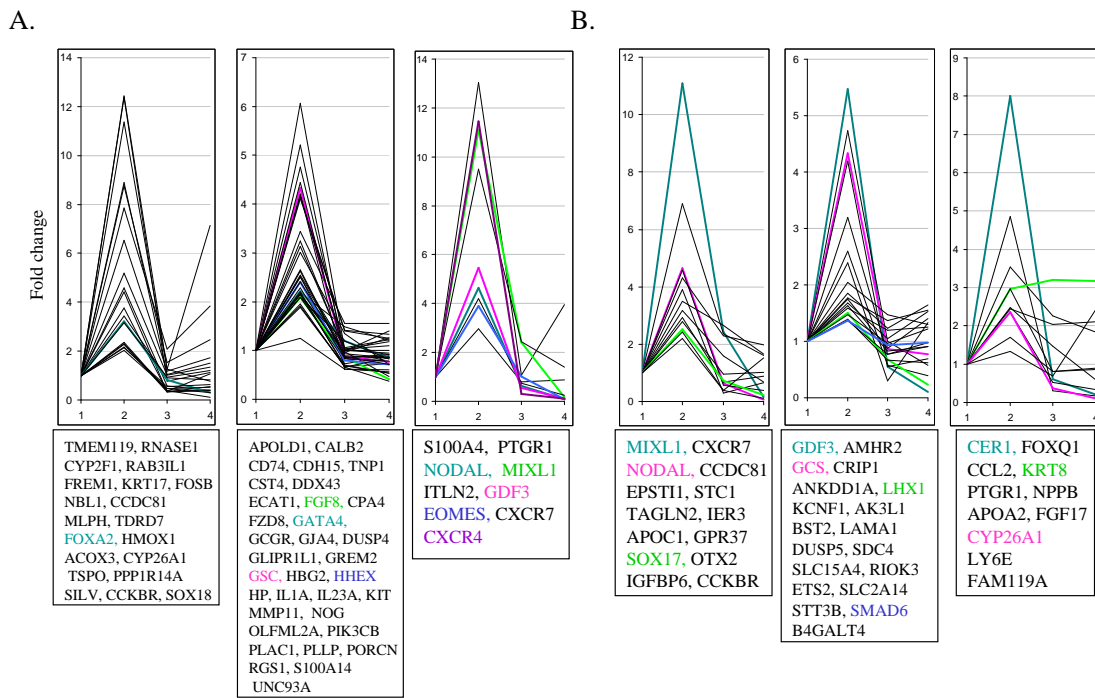 A.
B.
Fold change
14
12
10
8
6
4
2
0
1 2 3 4
7
6
5
4
3
2
1
0
1 2 3 4
14
12
10
8
6
4
2
0
1 2 3 4
12
10
8
6
4
2
0
1 2 3 4
6
5
4
3
2
1
0
1 2 3 4
9
8
7
6
5
4
3
2
1
0
1 2 3 4
TMEM119, RNASE1
CYP2F1, RAB3IL1
FREM1, KRT17, FOSB
NBL1, CCDC81
MLPH, TDRD7
FOXA2, HMOX1
ACOX3, CYP26A1
TSPO, PPP1R14A
SILV, CCKBR, SOX18
APOLD1, CALB2
CD74, CDH15, TNP1
CST4, DDX43
ECAT1, FGF8, CPA4
FZD8, GATA4,
GCGR, GJA4, DUSP4
GLIPR1L1, GREM2
GSC, HBG2, HHEX
HP, IL1A, IL23A, KIT
MMP11, NOG
OLFML2A, PIK3CB
PLAC1, PLLP, PORCN
RGS1, S100A14
UNC93A
S100A4, PTGR1
NODAL, MIXL1
ITLN2, GDF3
EOMES, CXCR7
CXCR4
MIXL1, CXCR7
NODAL, CCDC81
EPSTI1, STC1
TAGLN2, IER3
APOC1, GPR37
SOX17, OTX2
IGFBP6, CCKBR
GDF3, AMHR2
GCS, CRIP1
ANKDD1A, LHX1
KCNF1, AK3L1
BST2, LAMA1
DUSP5, SDC4
SLC15A4, RIOK3
ETS2, SLC2A14
STT3B, SMAD6
B4GALT4
CER1, FOXQ1
CCL2, KRT8
PTGR1, NPPB
APOA2, FGF17
CYP26A1
LY6E
FAM119A